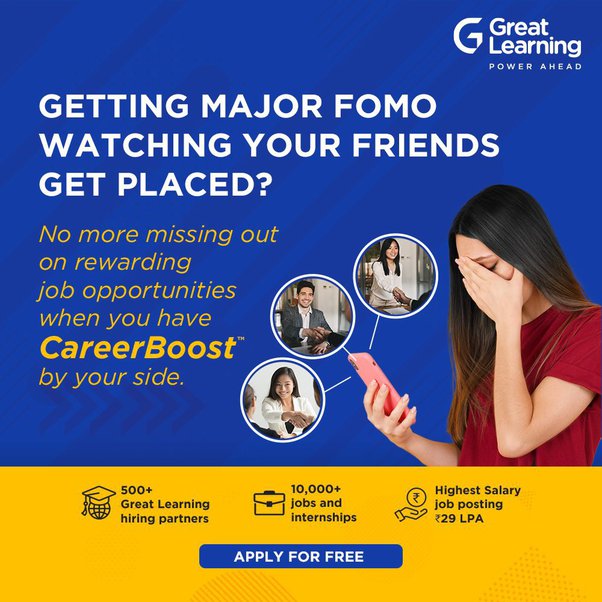 Great
Learning
POWER AHEAD
GETTING MAJOR FOMO
WATCHING YOUR FRIENDS
GET PLACED?
No more missing out
on rewarding
job opportunities
when you have
CareerBoost™
by your side.
500+
Great Learning
hiring partners
10,000+
jobs and
internships
Highest Salary
job posting
₹29 LPA
APPLY FOR FREE